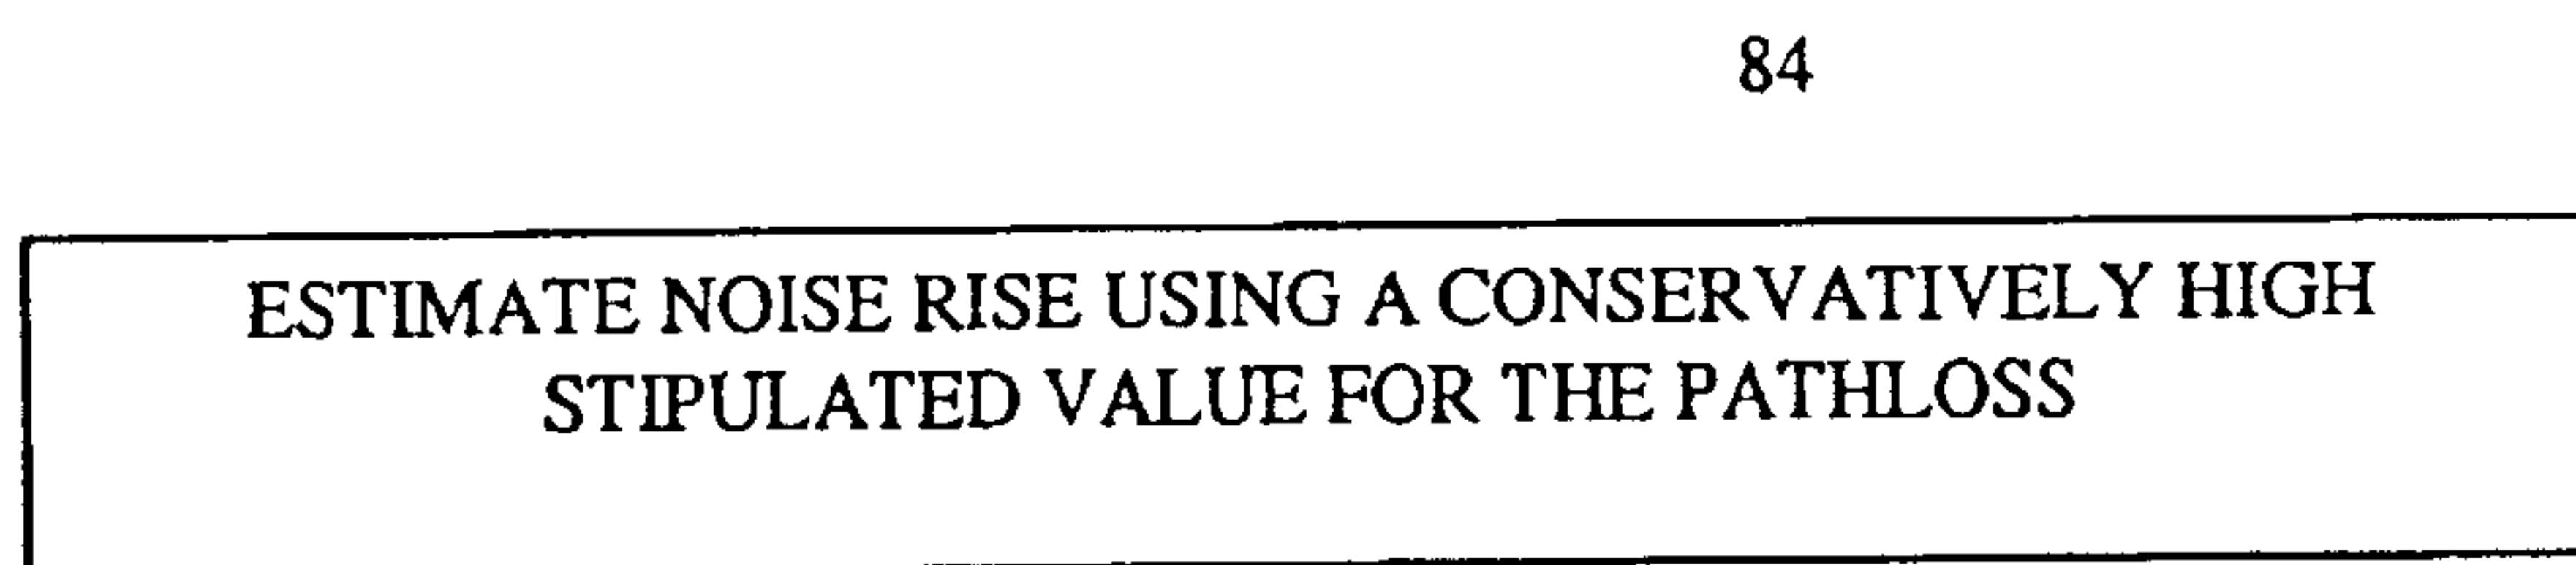 84
ESTIMATE NOISE RISE USING A CONSERVATIVELY HIGH
STIPULATED VALUE FOR THE PATHLOSS